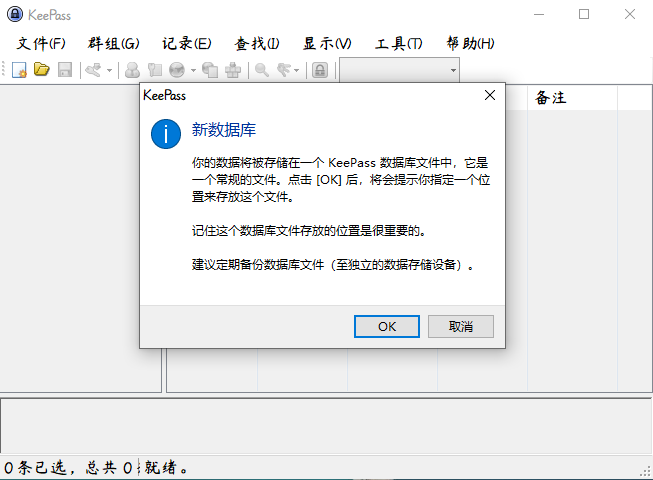 KeePass
文件(F) 群组(G) 记录(E) 查找(I) 显示(V) 工具(T) 帮助(H)
备注
KeePass
新数据库
你的数据将被存储在一个 KeePass 数据库文件中，它是
一个常规的文件。点击 [OK] 后，将会提示你指定一个位
置来存放这个文件。
记住这个数据库文件存放的位置是很重要的。
建议定期备份数据库文件（至独立的数据存储设备）。
OK 取消
0 条已选，总共 0 就绪。